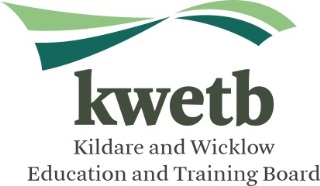 kwetb
Kildare and Wicklow
Education and Training Board